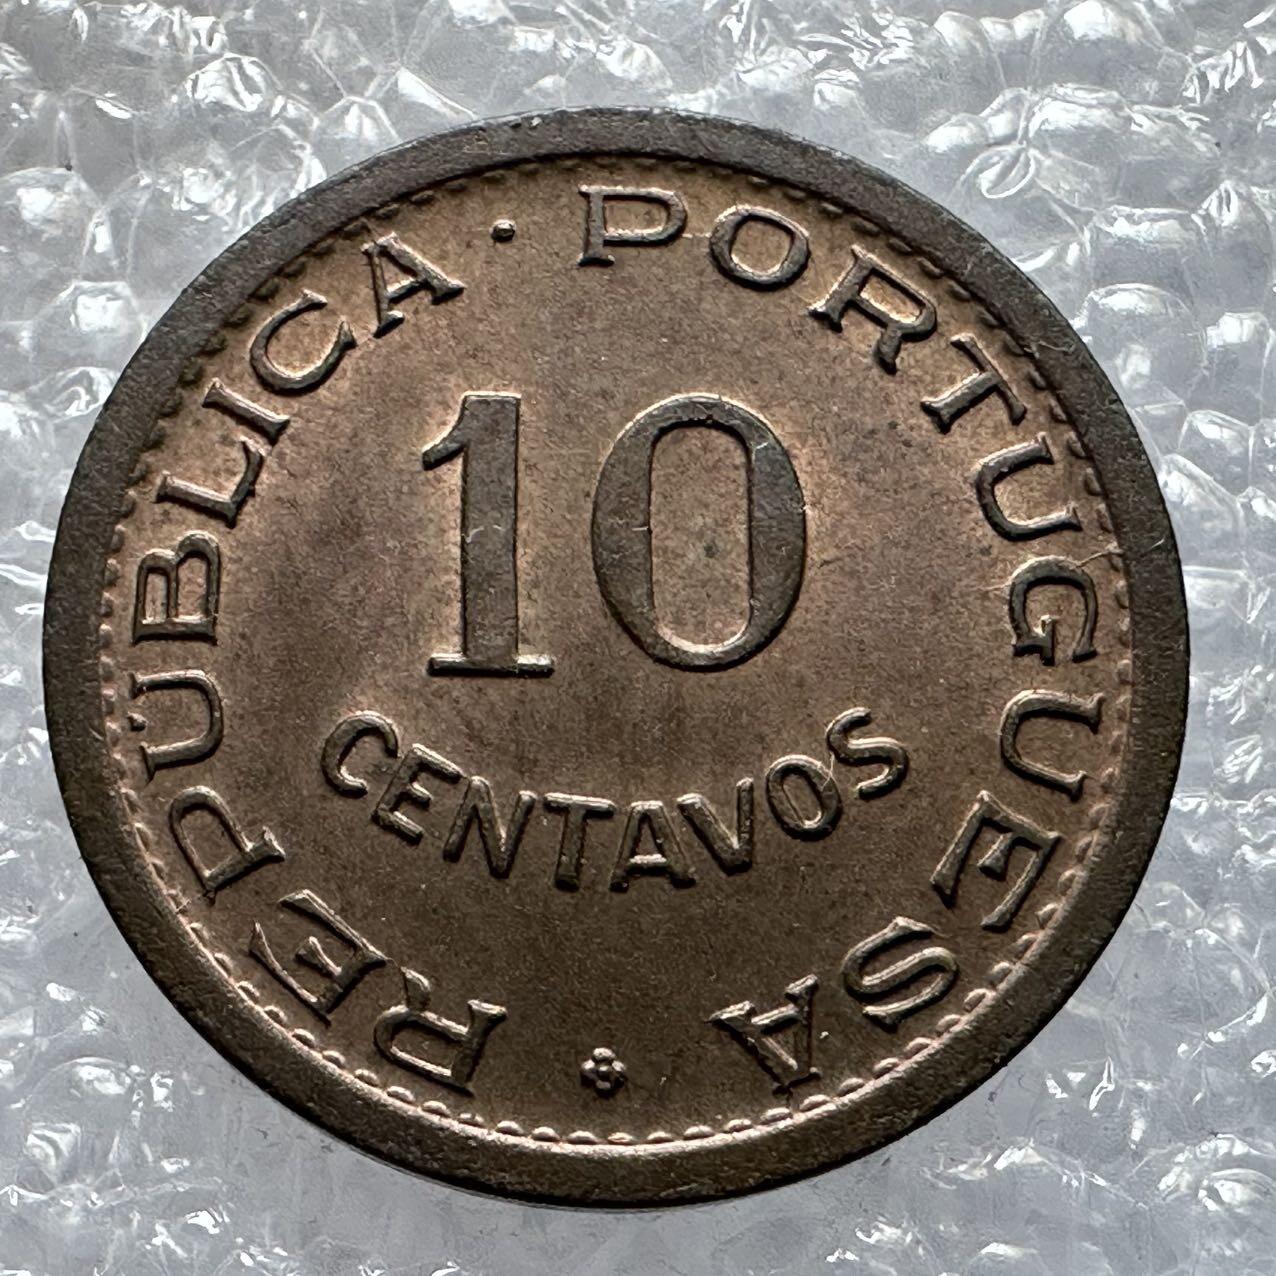 REPÚBLICA · PORTUGUESA
10
CENTAVOS